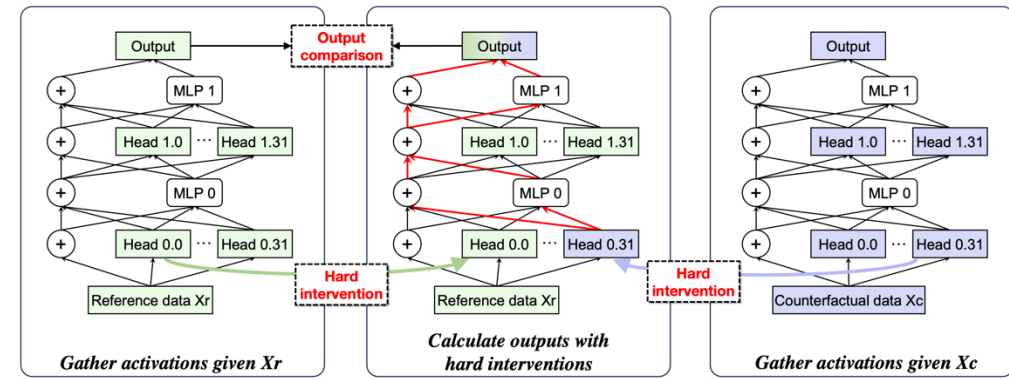 Output
Output
comparison
Output
Output
+
MLP 1
+
MLP 1
+
MLP 1
+
Head 1.0
...
Head 1.31
+
Head 1.0
...
Head 1.31
+
Head 1.0
...
Head 1.31
+
MLP 0
+
MLP 0
+
MLP 0
+
Head 0.0
...
Head 0.31
+
Head 0.0
...
Head 0.31
+
Head 0.0
...
Head 0.31
Reference data Xr
Hard
intervention
Reference data Xr
Hard
intervention
Counterfactual data Xc
Gather activations given Xr
Calculate outputs with
hard interventions
Gather activations given Xc